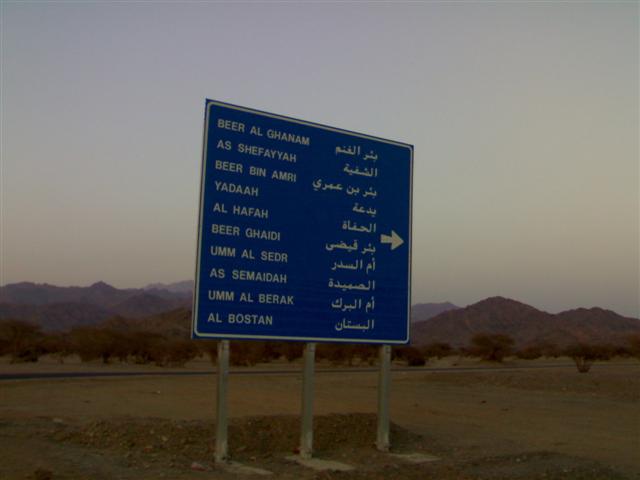 BEER AL GHANAM بئر الغنم
AS SHEFAYYAH الشفية
BEER BIN AMRI بئر بن عمري
YADAAH يدعة
AL HAFAH الحفاة
BEER GHAIDI بئر قيضى
UMM AL SEDR أم السدر
AS SEMAIDAH الصميدة
UMM AL BERAK أم البرك
AL BOSTAN البستان